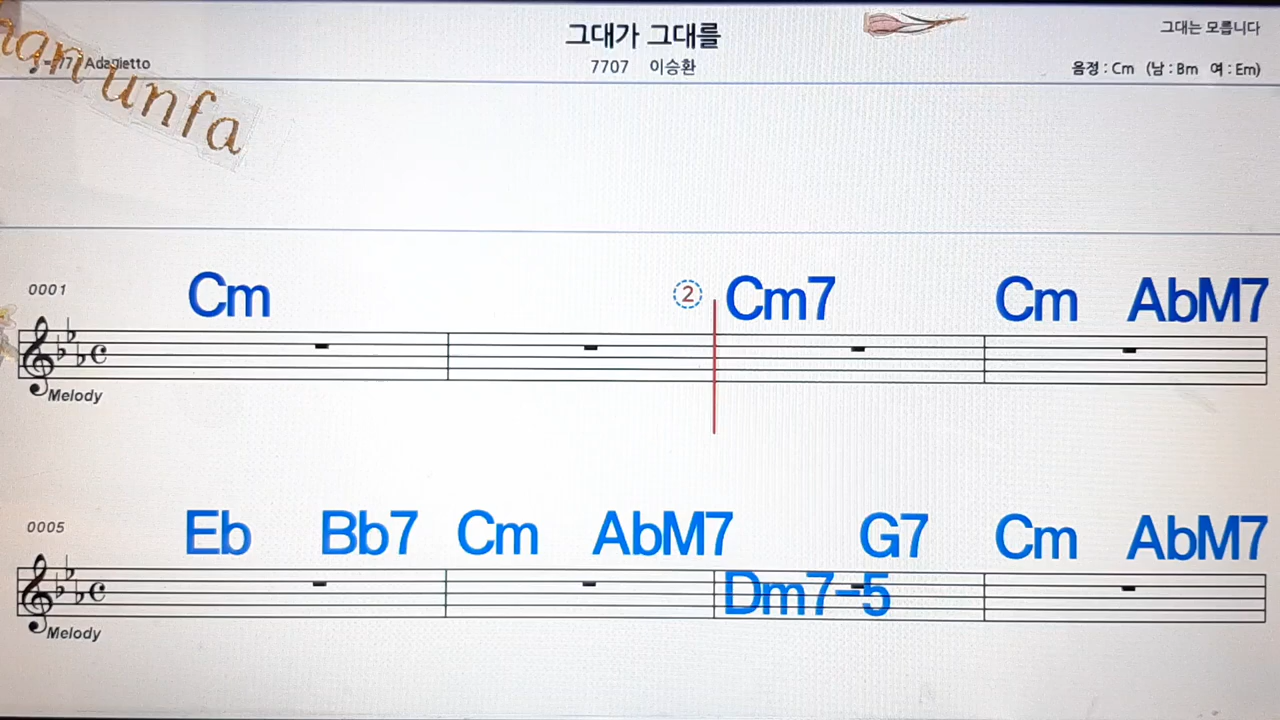 그대가 그대를
그대는 모릅니다
= 77 Adagietto
7707 이승환
음정 : Cm (남 : Bm 여 : Em)
unfa
0001
Cm
2
Cm7
Cm AbM7
Melody
0005
Eb Bb7 Cm AbM7 G7 Cm AbM7
Dm7-5
Melody